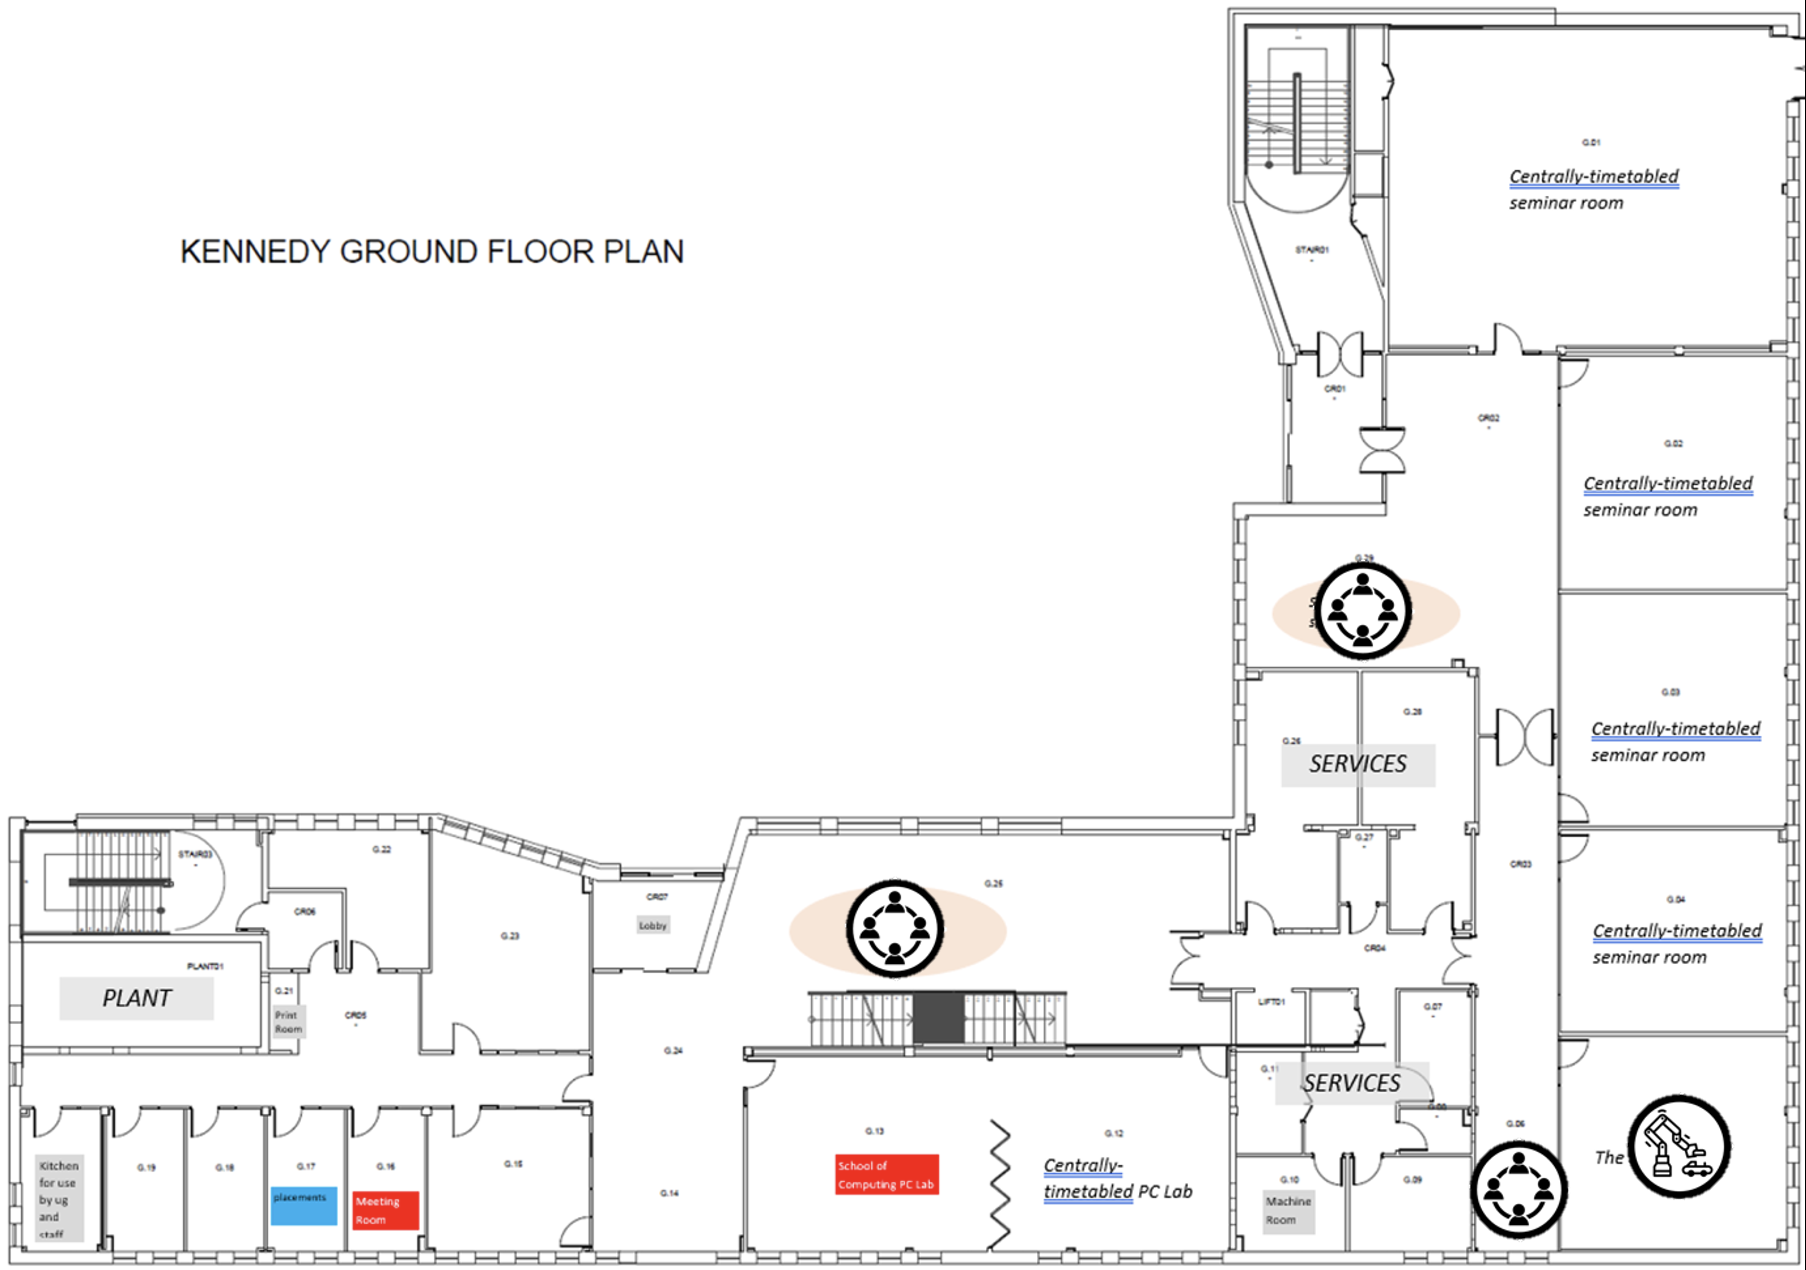 G.01
Centrally-timetabled
seminar room
KENNEDY GROUND FLOOR PLAN
STAIR01
CR01
CR02
G.02
Centrally-timetabled
seminar room
G.29
G.03
Centrally-timetabled
seminar room
G.28
G.26
SERVICES
G.27
CR03
G.04
Centrally-timetabled
seminar room
STAIR03
G.22
CR06
G.23
CR07
Lobby
G.25
CR04
PLANT01
PLANT
G.21
Print
Room
CR05
G.24
LIFT01
G.07
G.11
SERVICES
G.08
G.06
The
Kitchen
for use
by ug
and
staff
G.19
G.18
G.17
placements
G.16
Meeting
Room
G.15
G.14
G.13
School of
Computing PC Lab
G.12
Centrally-
timetabled PC Lab
G.10
Machine
Room
G.09